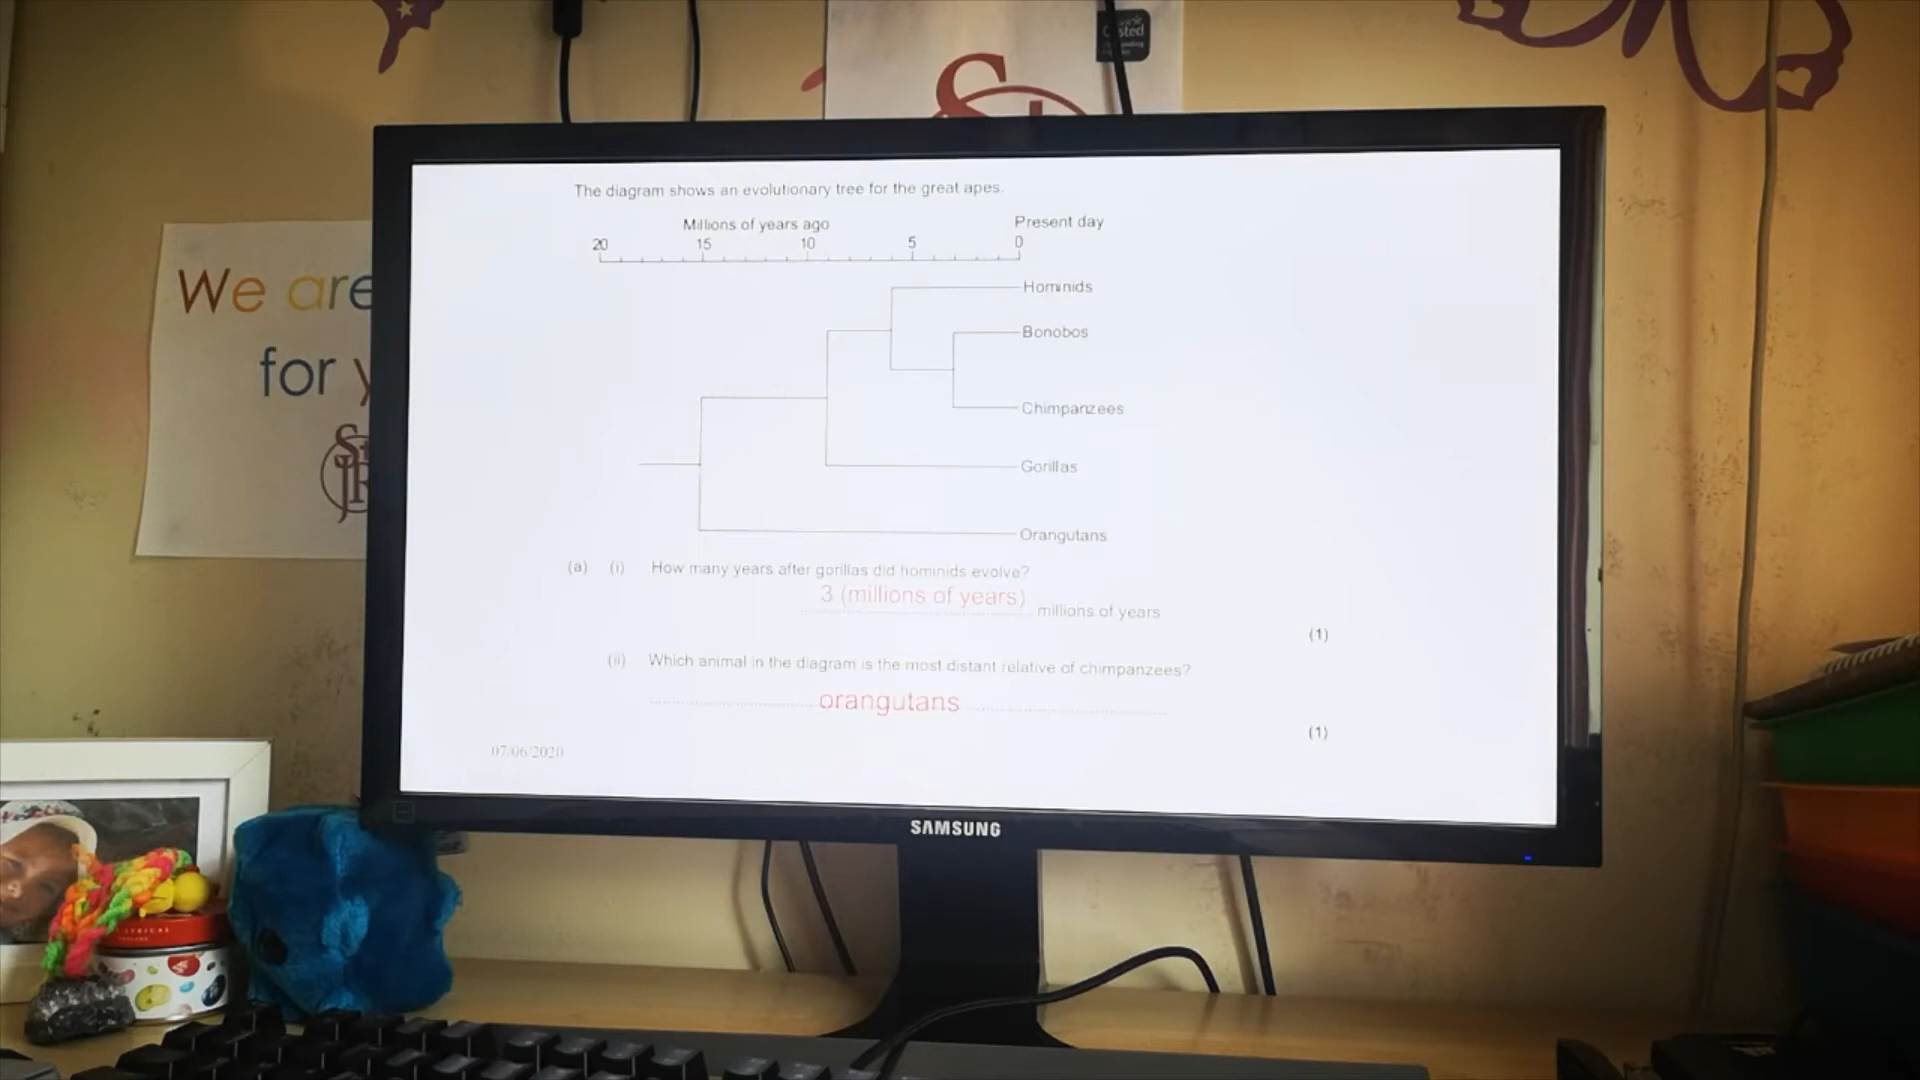 We are
for
The diagram shows an evolutionary tree for the great apes.
Millions of years ago
Present day
20 15 10 5 0
Hominids
Bonobos
Chimpanzees
Gorillas
Orangutans
(a) (i) How many years after gorillas did hominids evolve?
3 (millions of years) millions of years
(1)
(ii) Which animal in the diagram is the most distant relative of chimpanzees?
orangutans
(1)
07/06/2020
SAMSUNG